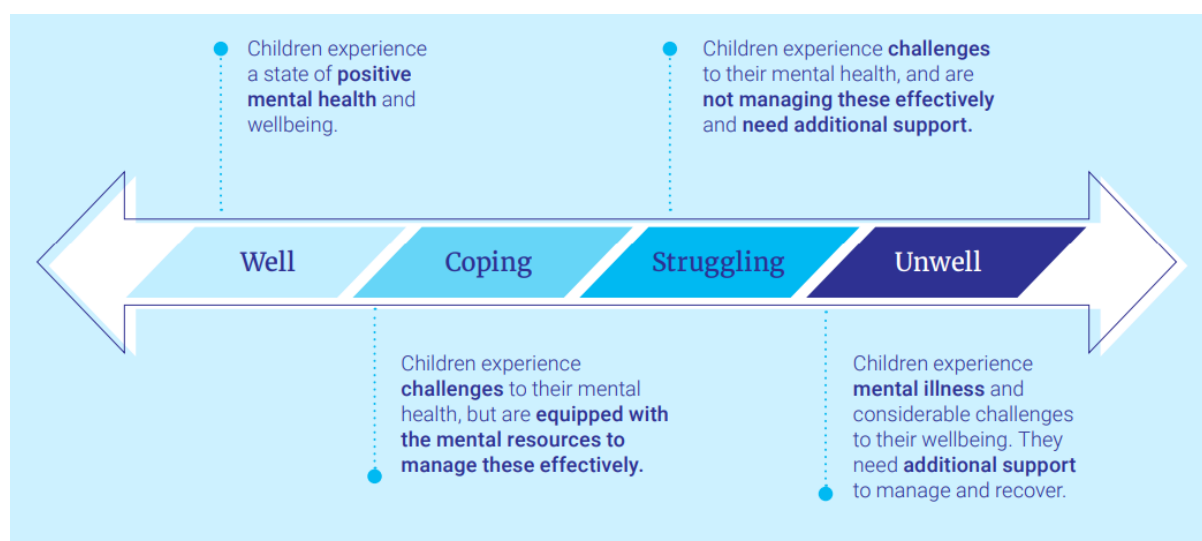 Children experience
a state of positive
mental health and
wellbeing.
Children experience challenges
to their mental health, and are
not managing these effectively
and need additional support.
Well
Coping
Struggling
Unwell
Children experience
challenges to their mental
health, but are equipped with
the mental resources to
manage these effectively.
Children experience
mental illness and
considerable challenges
to their wellbeing. They
need additional support
to manage and recover.